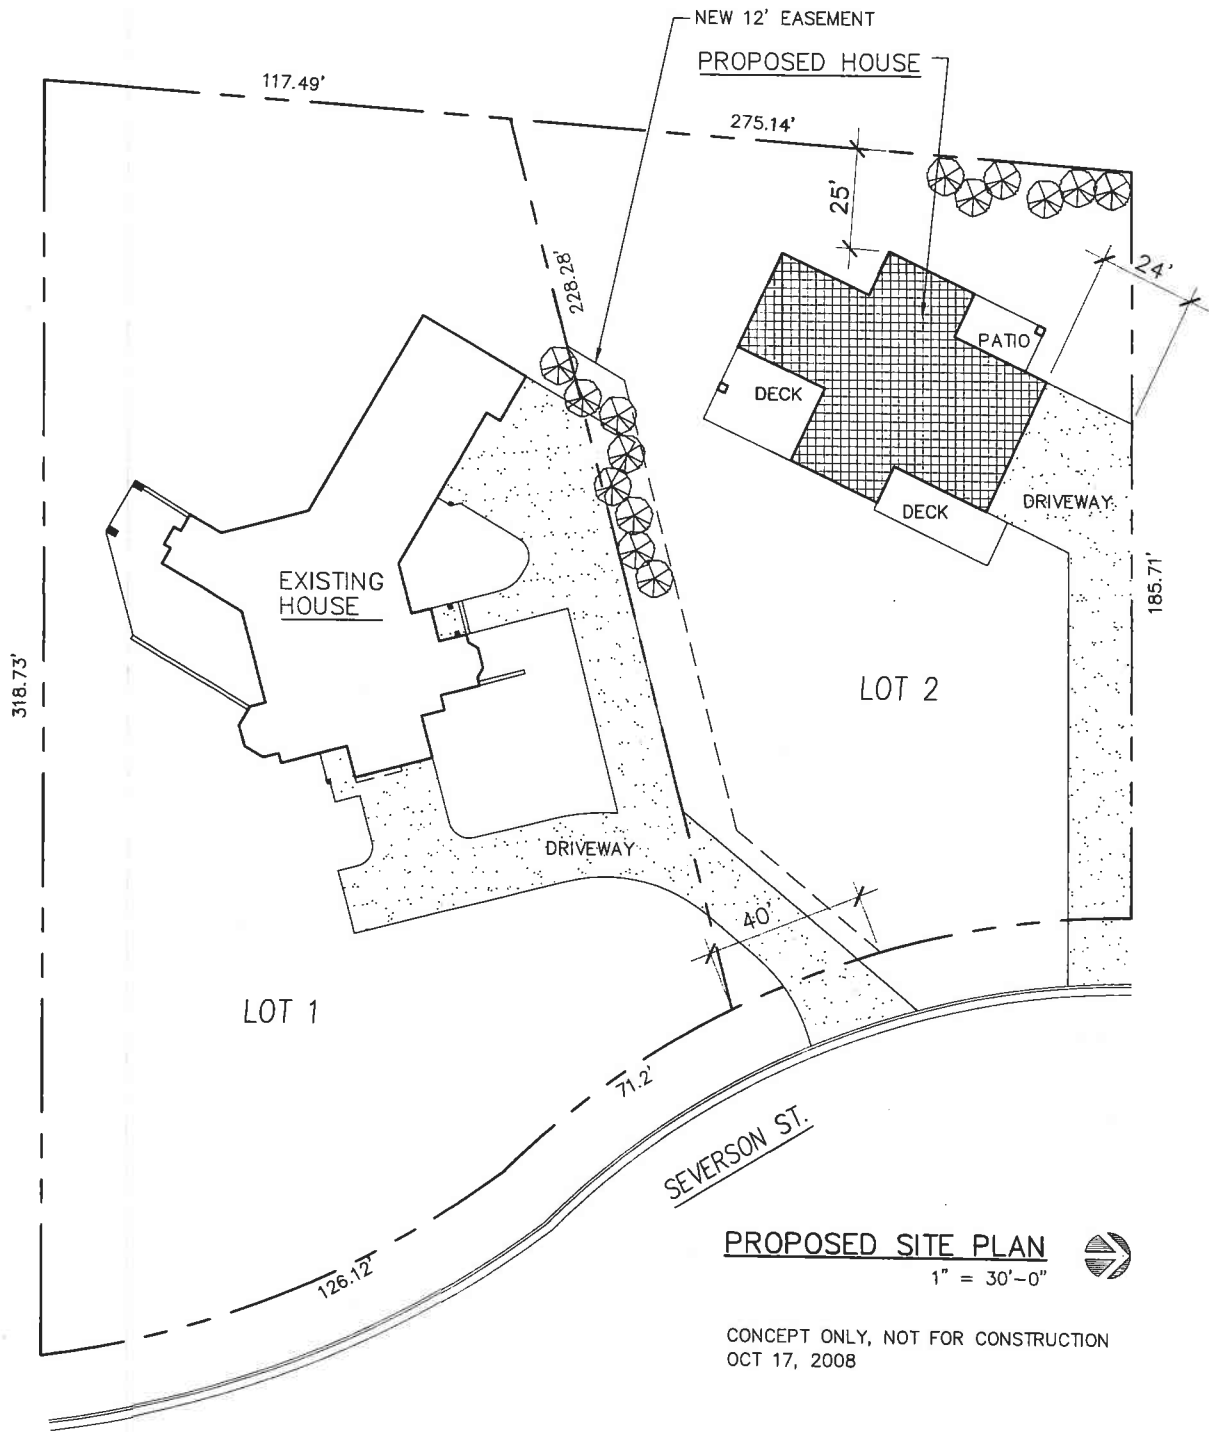 NEW 12' EASEMENT
PROPOSED HOUSE
117.49'
275.14'
25'
24'
228.28'
PATIO
DECK
DECK
DRIVEWAY
EXISTING
HOUSE
185.71'
318.73'
LOT 2
DRIVEWAY
40'
LOT 1
71.2'
SEVERSON ST.
126.12'
PROPOSED SITE PLAN
1" = 30'-0"
CONCEPT ONLY, NOT FOR CONSTRUCTION
OCT 17, 2008